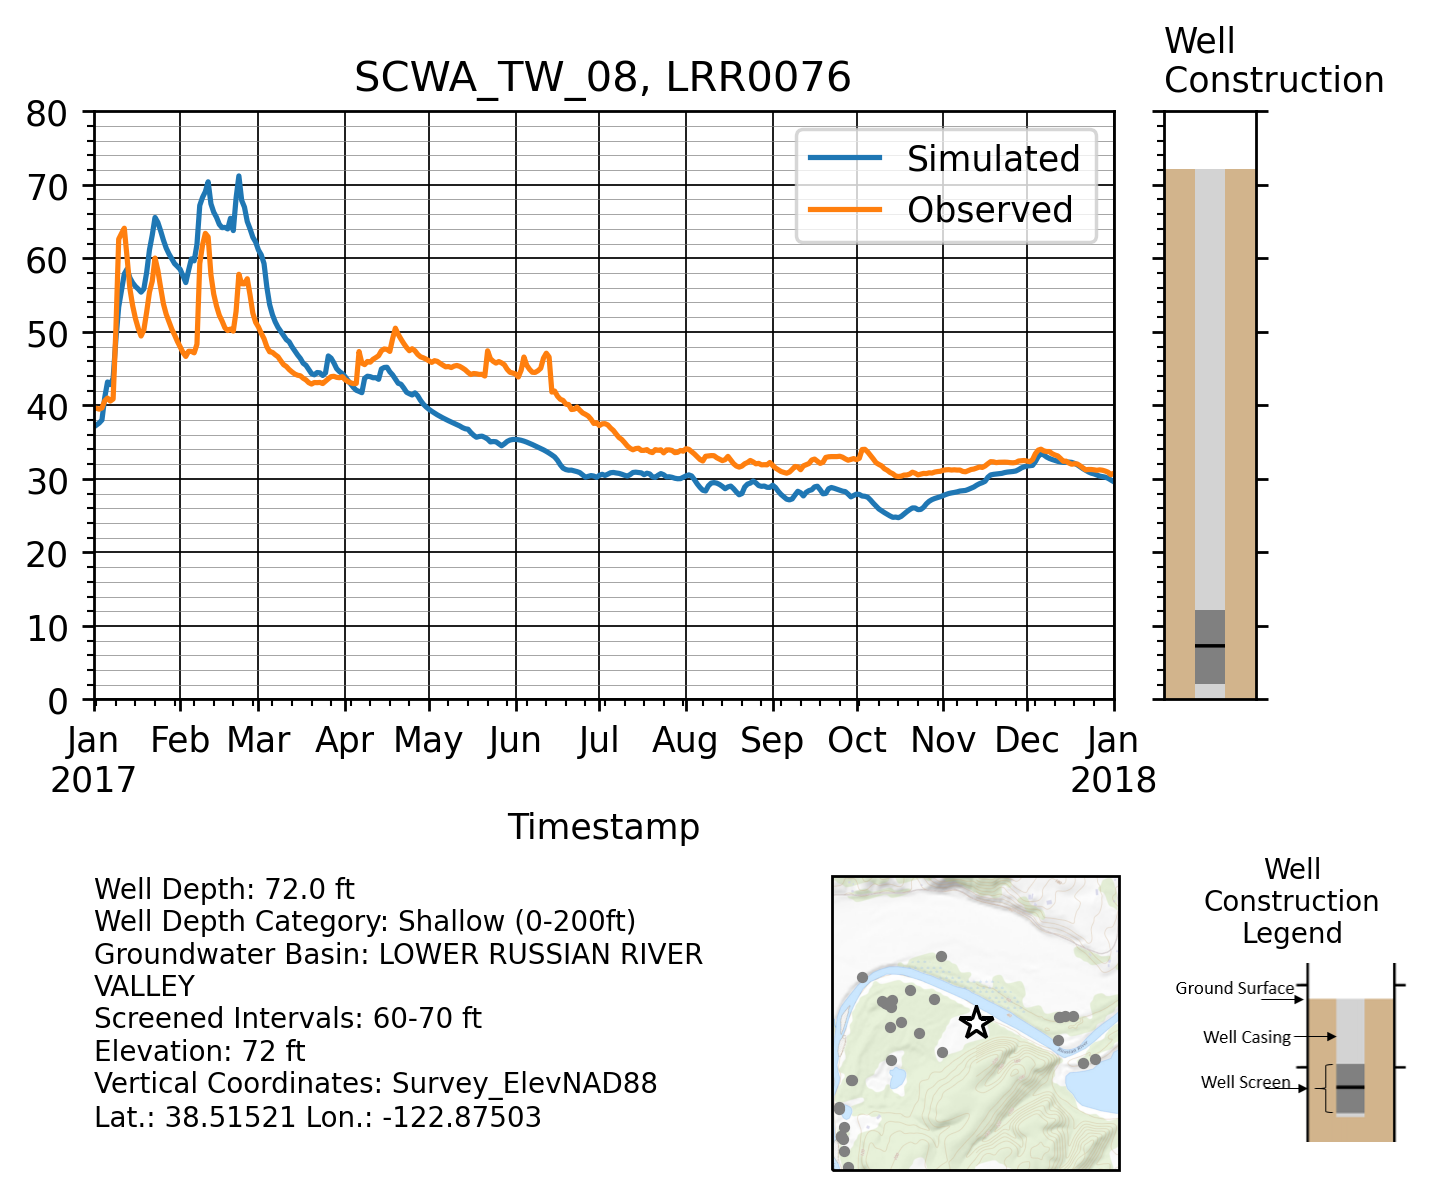 Well
Construction
SCWA_TW_08, LRR0076
80
70
60
50
40
30
20
10
0
Simulated
Observed
Jan Feb Mar Apr May Jun Jul Aug Sep Oct Nov Dec Jan
2017 2018
Timestamp
Well Depth: 72.0 ft
Well Depth Category: Shallow (0-200ft)
Groundwater Basin: LOWER RUSSIAN RIVER
VALLEY
Screened Intervals: 60-70 ft
Elevation: 72 ft
Vertical Coordinates: Survey_ElevNAD88
Lat.: 38.51521 Lon.: -122.87503
Well
Construction
Legend
Ground Surface
Well Casing
Well Screen